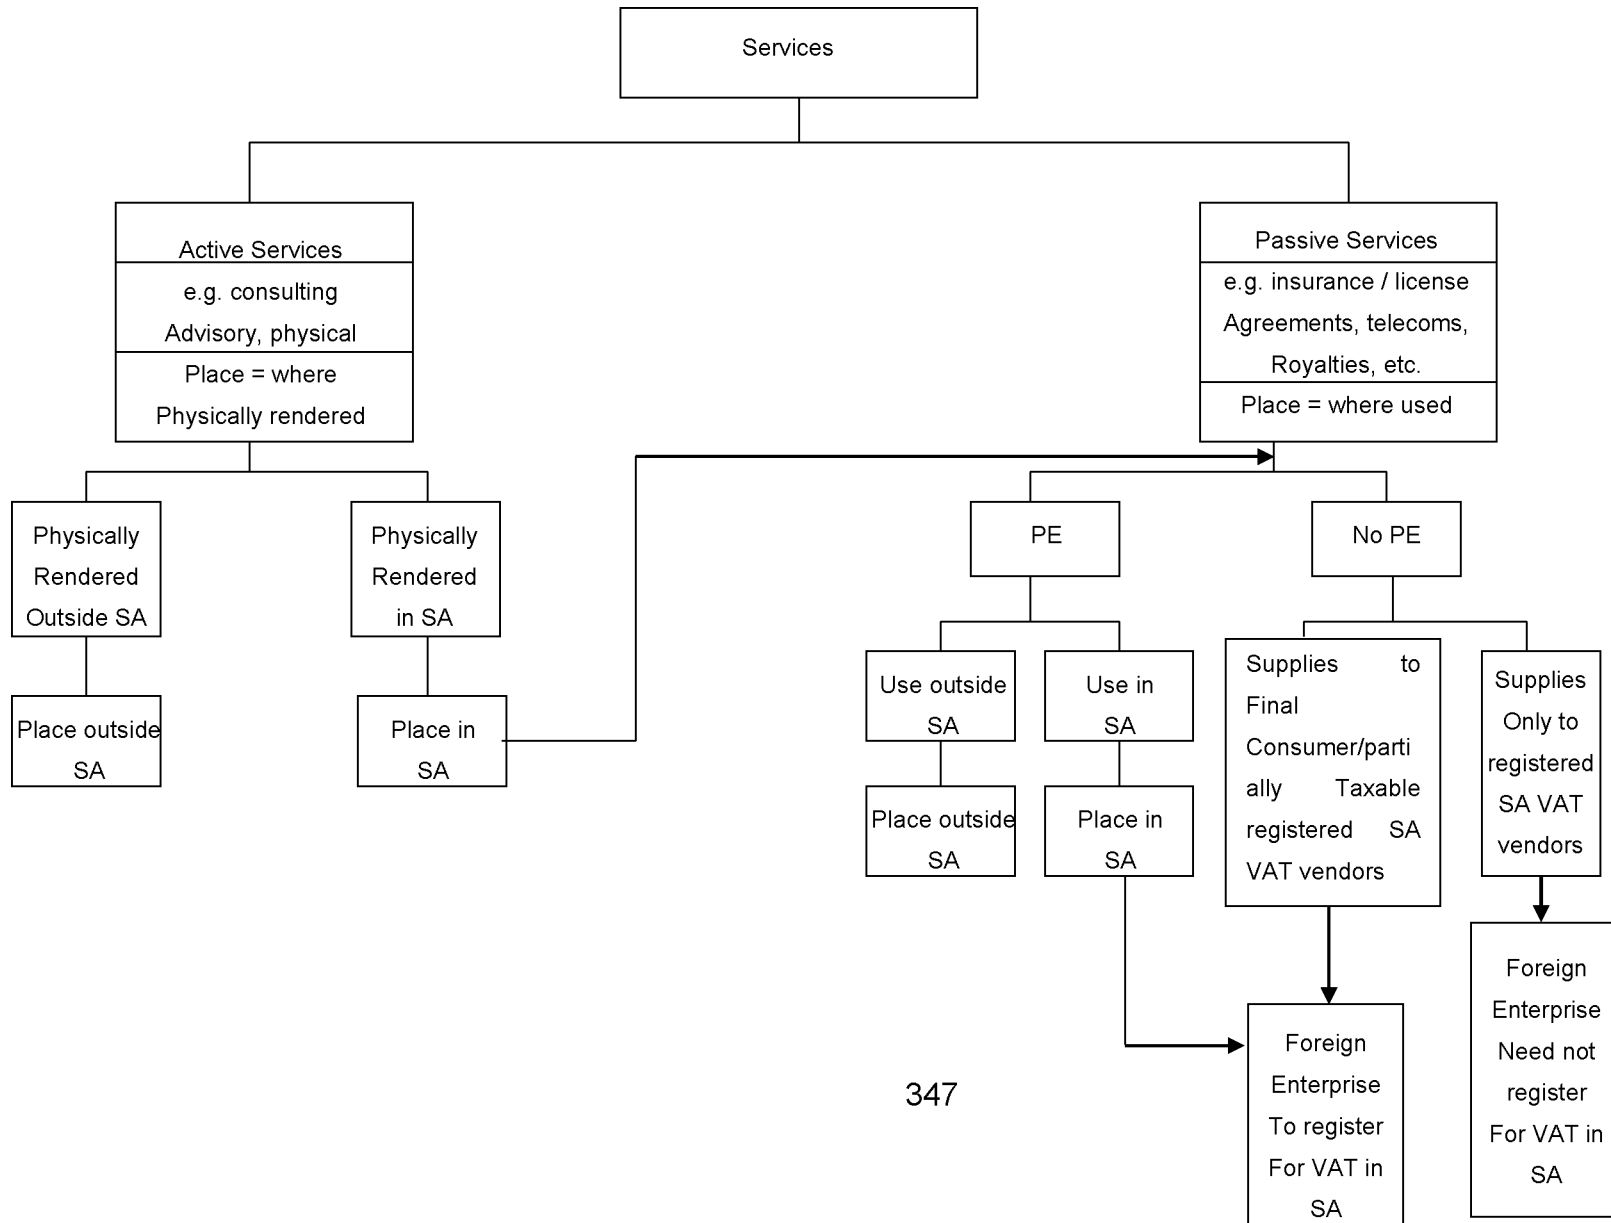 Services
Active Services
e.g. consulting
Advisory, physical
Place = where
Physically rendered
Passive Services
e.g. insurance / license
Agreements, telecoms,
Royalties, etc.
Place = where used
Physically
Rendered
Outside SA
Physically
Rendered
in SA
PE
No PE
Place outside
SA
Place in
SA
Use outside
SA
Use in
SA
Supplies to
Final
Consumer/parti
ally Taxable
registered SA
VAT vendors
Supplies
Only to
registered
SA VAT
vendors
Place outside
SA
Place in
SA
Foreign
Enterprise
To register
For VAT in
SA
Foreign
Enterprise
Need not
register
For VAT in
SA
347